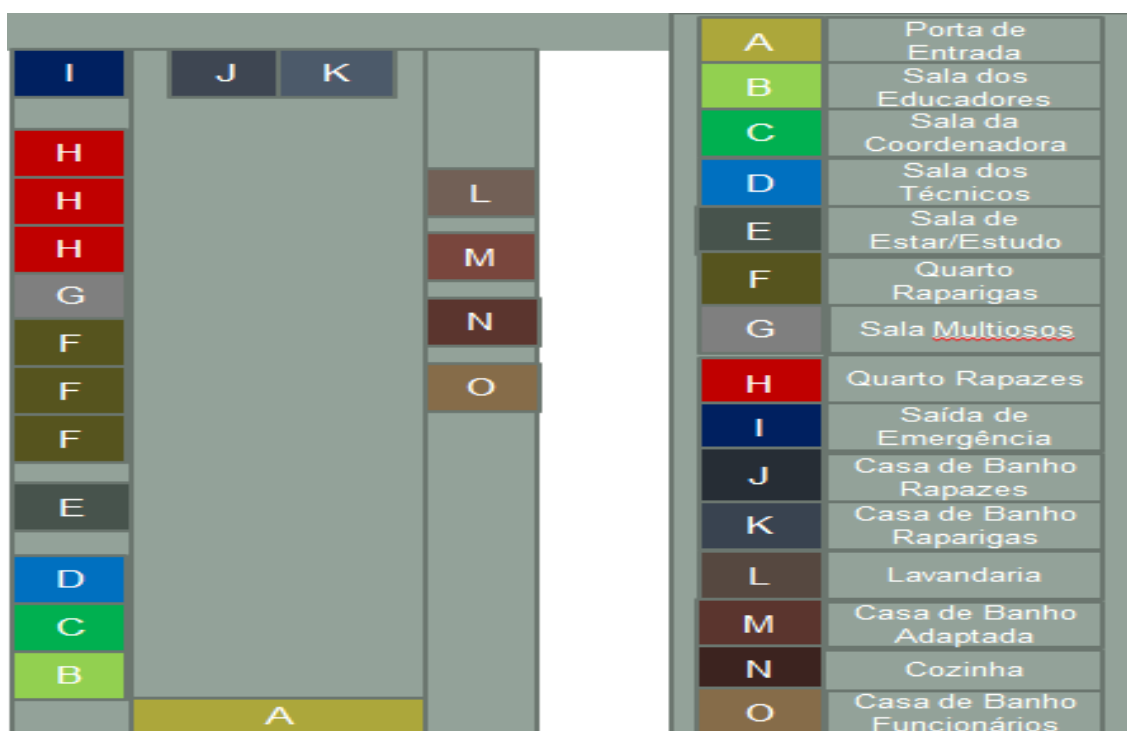 I
J
K
H
H
L
H
M
G
N
F
F
O
F
E
D
C
B
A
A
Porta de
Entrada
B
Sala dos
Educadores
C
Sala da
Coordenadora
D
Sala dos
Técnicos
E
Sala de
Estar/Estudo
F
Quarto
Raparigas
G
Sala Multiosos
H
Quarto Rapazes
I
Saída de
Emergência
J
Casa de Banho
Rapazes
K
Casa de Banho
Raparigas
L
Lavandaria
M
Casa de Banho
Adaptada
N
Cozinha
O
Casa de Banho
Funcionários